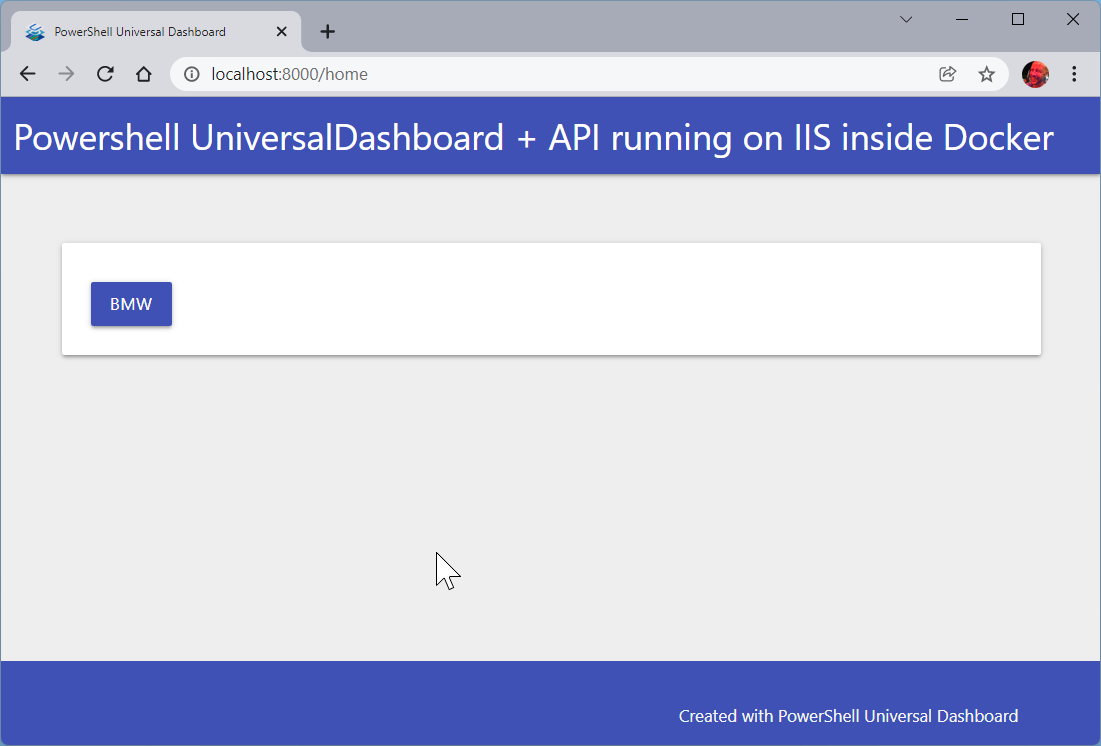 PowerShell Universal Dashboard
localhost:8000/home
Powershell UniversalDashboard + API running on IIS inside Docker
BMW
Created with PowerShell Universal Dashboard